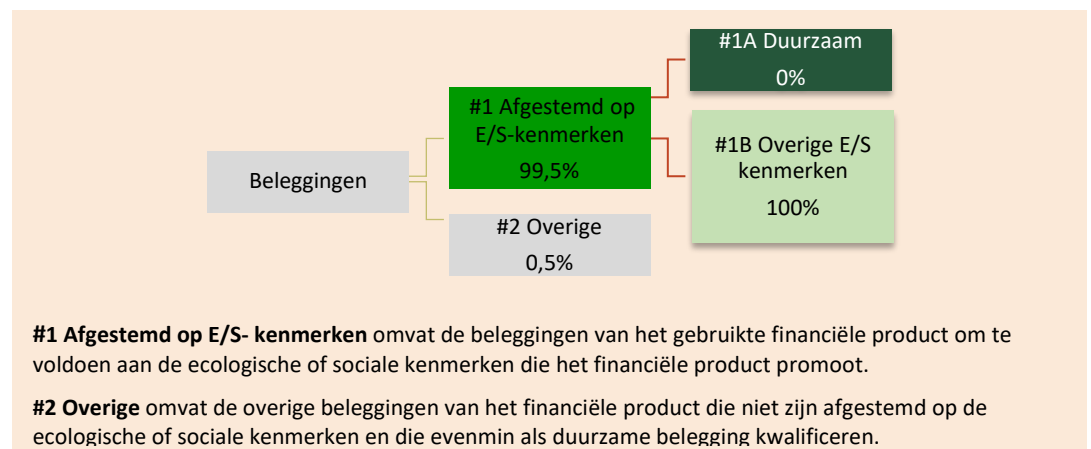 #1A Duurzaam
0%
#1 Afgestemd op
E/S-kenmerken
99,5%
#1B Overige E/S
kenmerken
100%
Beleggingen
#2 Overige
0,5%
#1 Afgestemd op E/S- kenmerken omvat de beleggingen van het gebruikte financiële product om te
voldoen aan de ecologische of sociale kenmerken die het financiële product promoot.
#2 Overige omvat de overige beleggingen van het financiële product die niet zijn afgestemd op de
ecologische of sociale kenmerken en die evenmin als duurzame belegging kwalificeren.